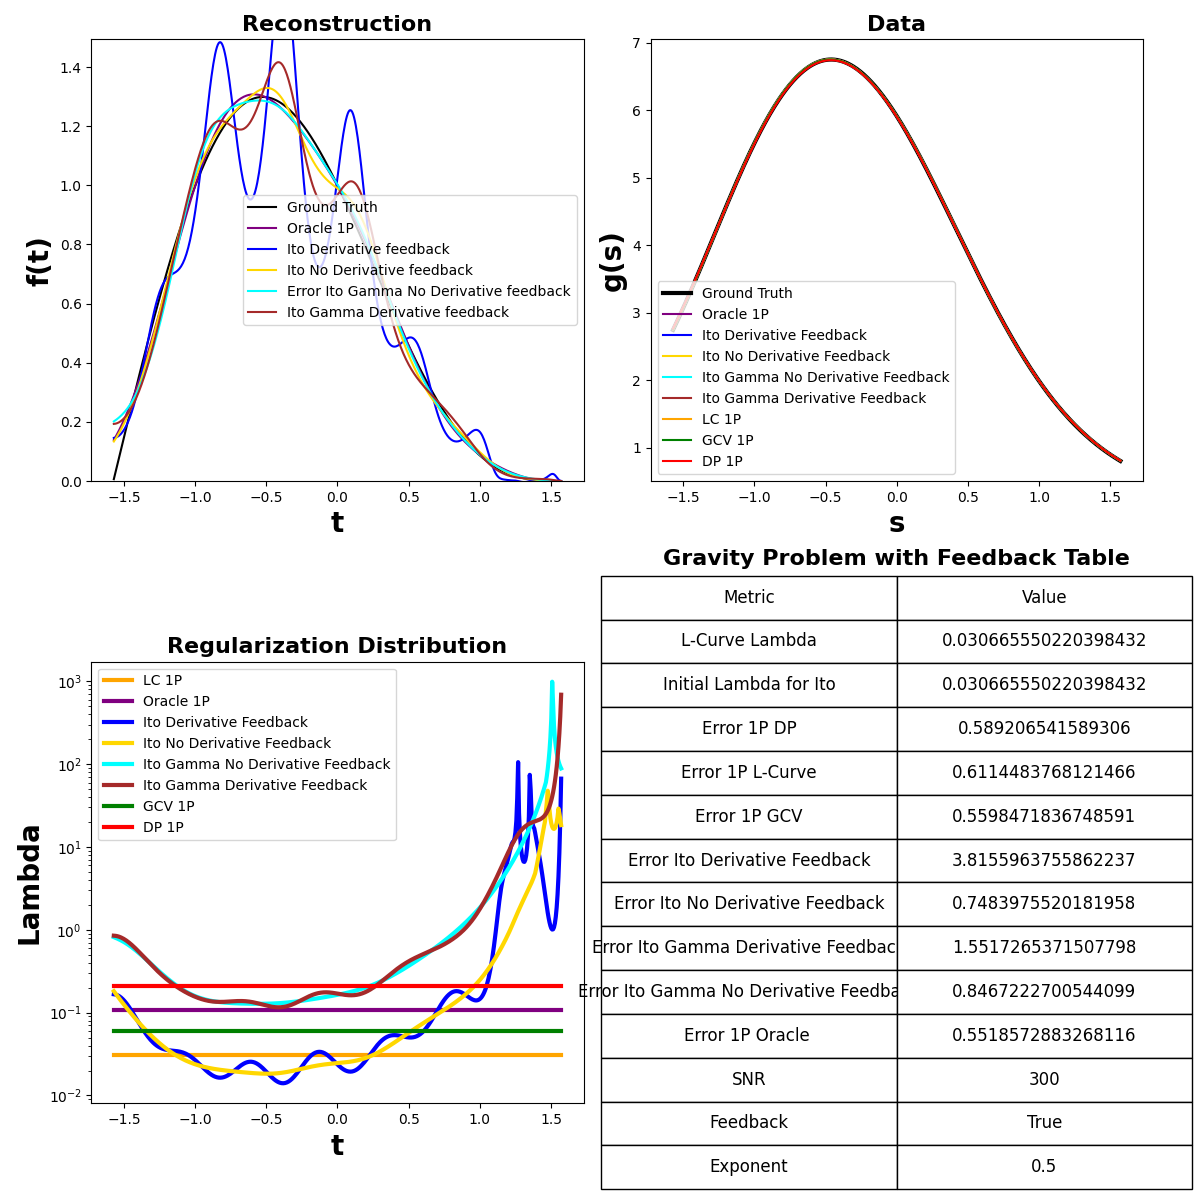 Reconstruction
f(t)
1.4
1.2
1.0
0.8
0.6
0.4
0.2
0.0
Ground Truth
Oracle 1P
Ito Derivative feedback
Ito No Derivative feedback
Error Ito Gamma No Derivative feedback
Ito Gamma Derivative feedback
−1.5 −1.0 −0.5 0.0 0.5 1.0 1.5
t
Data
g(s)
7
6
5
4
3
2
1
Ground Truth
Oracle 1P
Ito Derivative Feedback
Ito No Derivative Feedback
Ito Gamma No Derivative Feedback
Ito Gamma Derivative Feedback
LC 1P
GCV 1P
DP 1P
−1.5 −1.0 −0.5 0.0 0.5 1.0 1.5
s
Regularization Distribution
Lambda
10³
10²
10¹
10⁰
10⁻¹
10⁻²
LC 1P
Oracle 1P
Ito Derivative Feedback
Ito No Derivative Feedback
Ito Gamma No Derivative Feedback
Ito Gamma Derivative Feedback
GCV 1P
DP 1P
−1.5 −1.0 −0.5 0.0 0.5 1.0 1.5
t
Gravity Problem with Feedback Table
Metric Value
L-Curve Lambda 0.030665550220398432
Initial Lambda for Ito 0.030665550220398432
Error 1P DP 0.589206541589306
Error 1P L-Curve 0.6114483768121466
Error 1P GCV 0.5598471836748591
Error Ito Derivative Feedback 3.8155963755862237
Error Ito No Derivative Feedback 0.7483975520181958
Error Ito Gamma Derivative Feedbac 1.5517265371507798
Error Ito Gamma No Derivative Feedba 0.8467222700544099
Error 1P Oracle 0.5518572883268116
SNR 300
Feedback True
Exponent 0.5